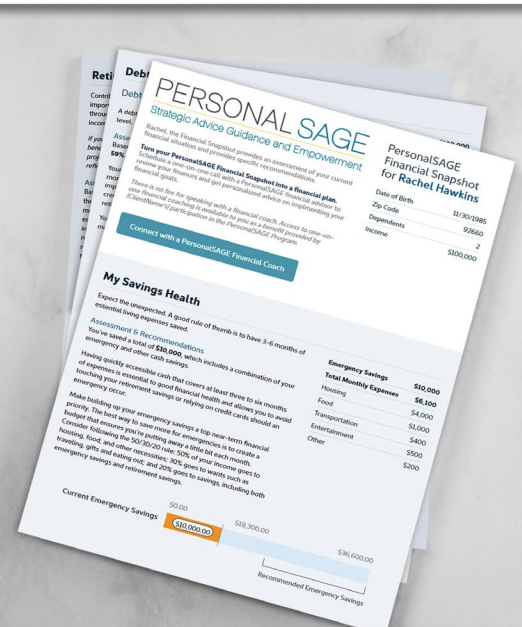 Reti
Debt
Debt
A debt
level,
Asse
Base
59%
You
PERSONAL SAGE
Strategic Advice Guidance and Empowerment
Rachel, the Financial Snapshot provides an assessment of your current
financial situation and provides specific recommendations.
Turn your PersonalSAGE Financial Snapshot into a financial plan.
Schedule a one-on-one call with a PersonalSAGE financial advisor to
review your finances and get personalized advice on implimenting your
financial goals.
There is no fee for speaking with a financial coach. Access to one-on-
one financial coaching is available to you as a benefit provided by
[ClientName's] participation in the PersonalSAGE Program.
Connect with a PersonalSAGE Financial Coach
PersonalSAGE
Financial Snapshot
for Rachel Hawkins
Date of Birth 11/30/1985
Zip Code 92660
Dependents 2
Income $100,000
My Savings Health
Expect the unexpected. A good rule of thumb is to have 3-6 months of
essential living expenses saved.
Assessment & Recommendations
You've saved a total of $10,000, which includes a combination of your
emergency and other cash savings.
Having quickly accessible cash that covers at least three to six months
of expenses is essential to good financial health and allows you to avoid
touching your retirement savings or relying on credit cards should an
emergency occur.
Make building up your emergency savings a top near-term financial
priority. The best way to save more for emergencies is to create a
budget that ensures you're putting away a little bit each month.
Consider following the 50/30/20 rule: 50% of your income goes to
housing, food, and other necessities; 30% goes to wants such as
traveling, gifts and eating out; and 20% goes to savings, including both
emergency savings and retirement savings.
Emergency Savings $10,000
Total Monthly Expenses $6,100
Housing $4,000
Food $1,000
Transportation $400
Entertainment $500
Other $200
Current Emergency Savings
$0.00
$10,000.00
$18,300.00
$36,600.00
Recommended Emergency Savings